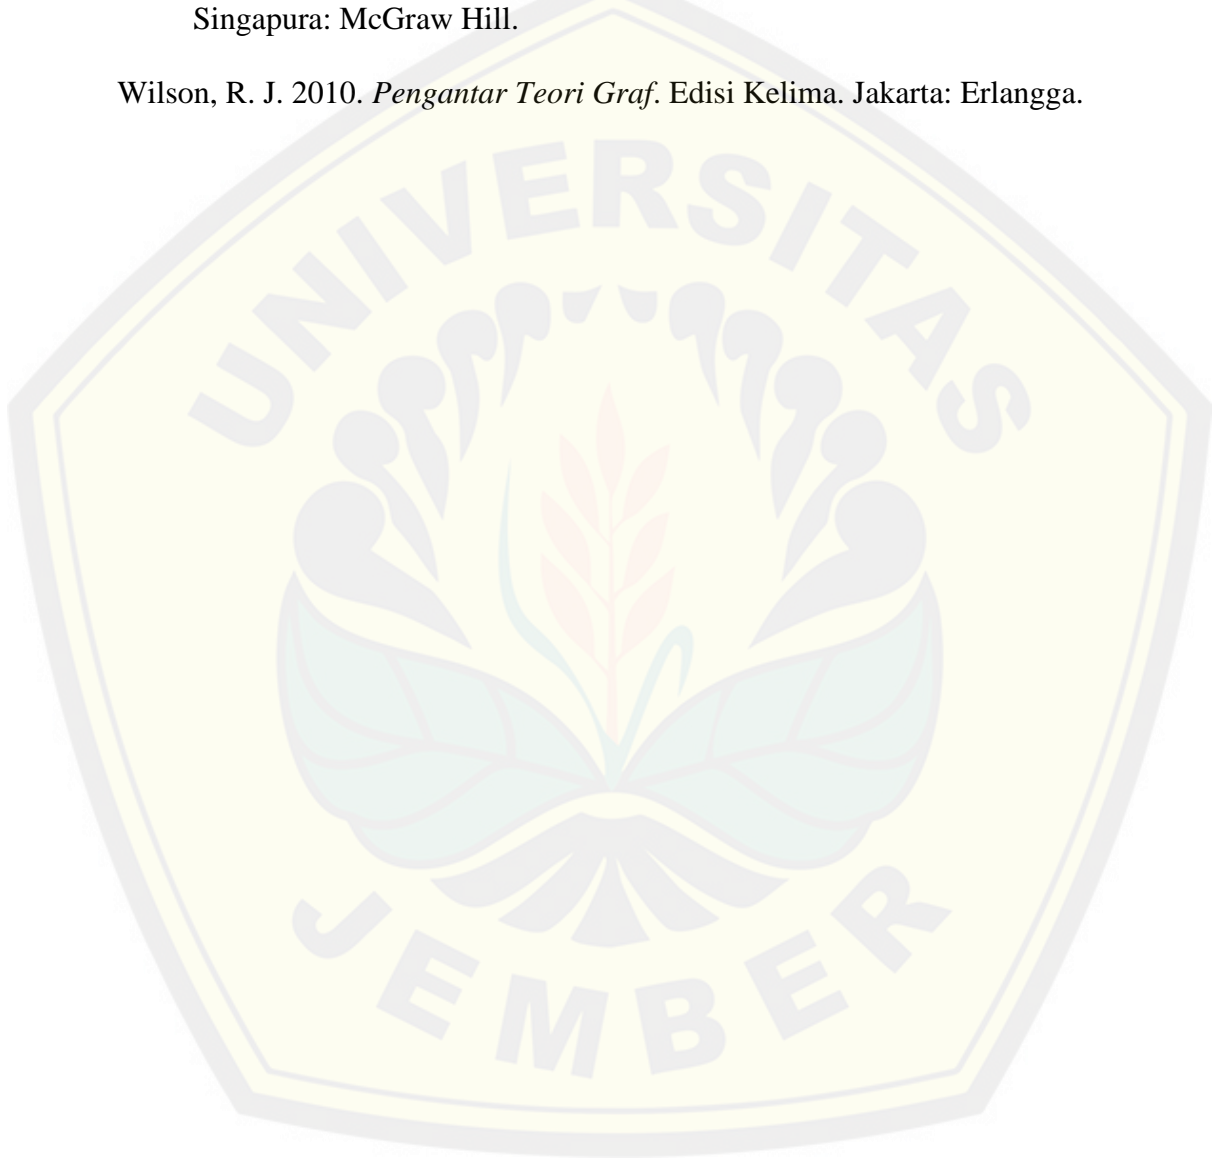 Singapura: McGraw Hill.
Wilson, R. J. 2010. Pengantar Teori Graf. Edisi Kelima. Jakarta: Erlangga.
UNIVERSITAS
JEMBER